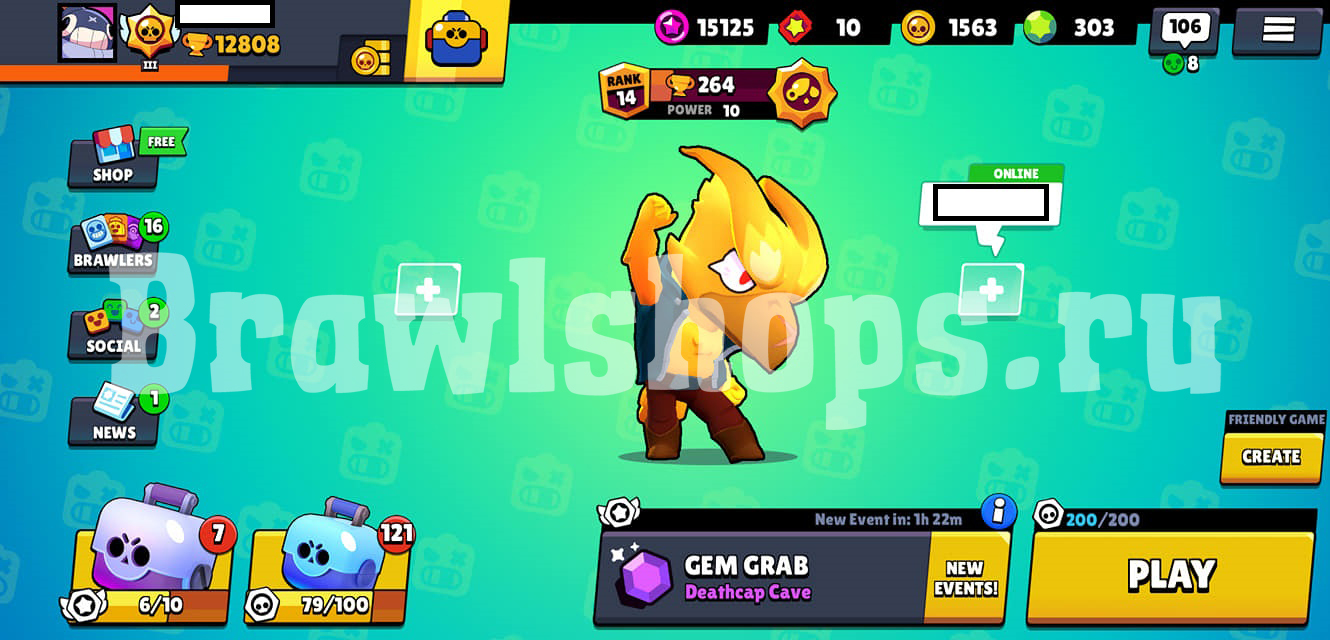 III
12808
15125
10
1563
303
106
8
RANK
14
264
POWER 10
FREE
SHOP
ONLINE
16
BRAWLERS
2
SOCIAL
1
NEWS
Brawlshops.ru
FRIENDLY GAME
CREATE
7
121
6/10
79/100
New Event in: 1h 22m
i
GEM GRAB
Deathcap Cave
NEW
EVENTS!
200/200
PLAY